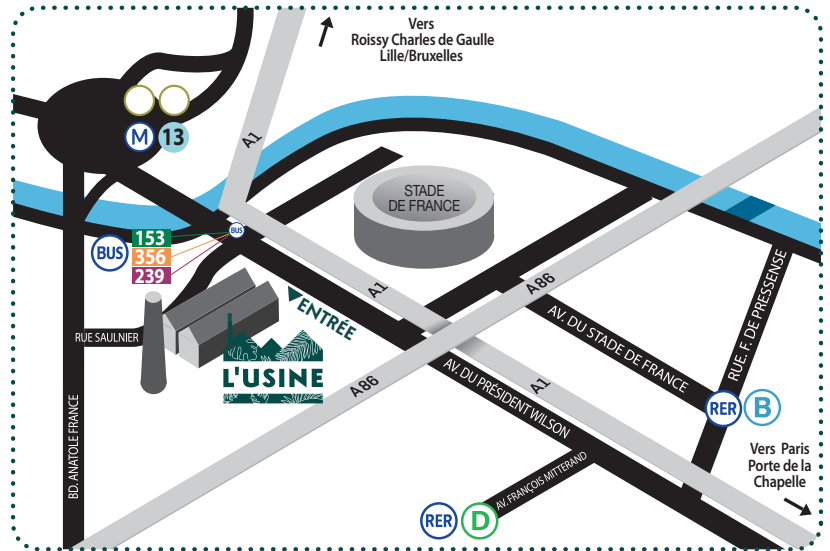 Vers
Roissy Charles de Gaulle
Lille/Bruxelles
M 13
A1
STADE
DE FRANCE
BUS
BUS
153
356
239
A1
A86
ENTRÉE
RUE SAULNIER
L'USINE
AV. DU STADE DE FRANCE
RUE. F. DE PRESSENSE
A86
A1
AV. DU PRÉSIDENT WILSON
BD. ANATOLE FRANCE
RER B
Vers Paris
Porte de la
Chapelle
AV. FRANÇOIS MITTERAND
RER D